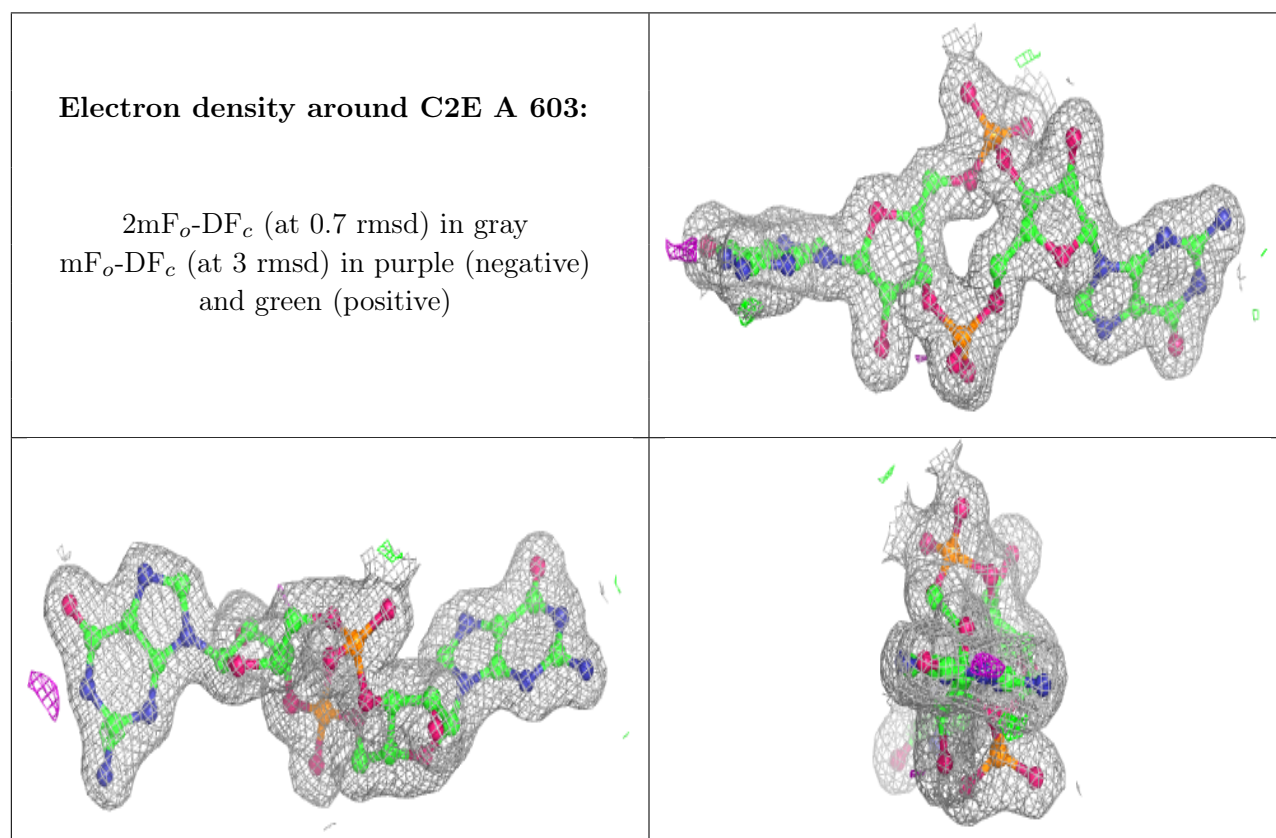 Electron density around C2E A 603:
2mFo-DFc (at 0.7 rmsd) in gray
mFo-DFc (at 3 rmsd) in purple (negative)
and green (positive)